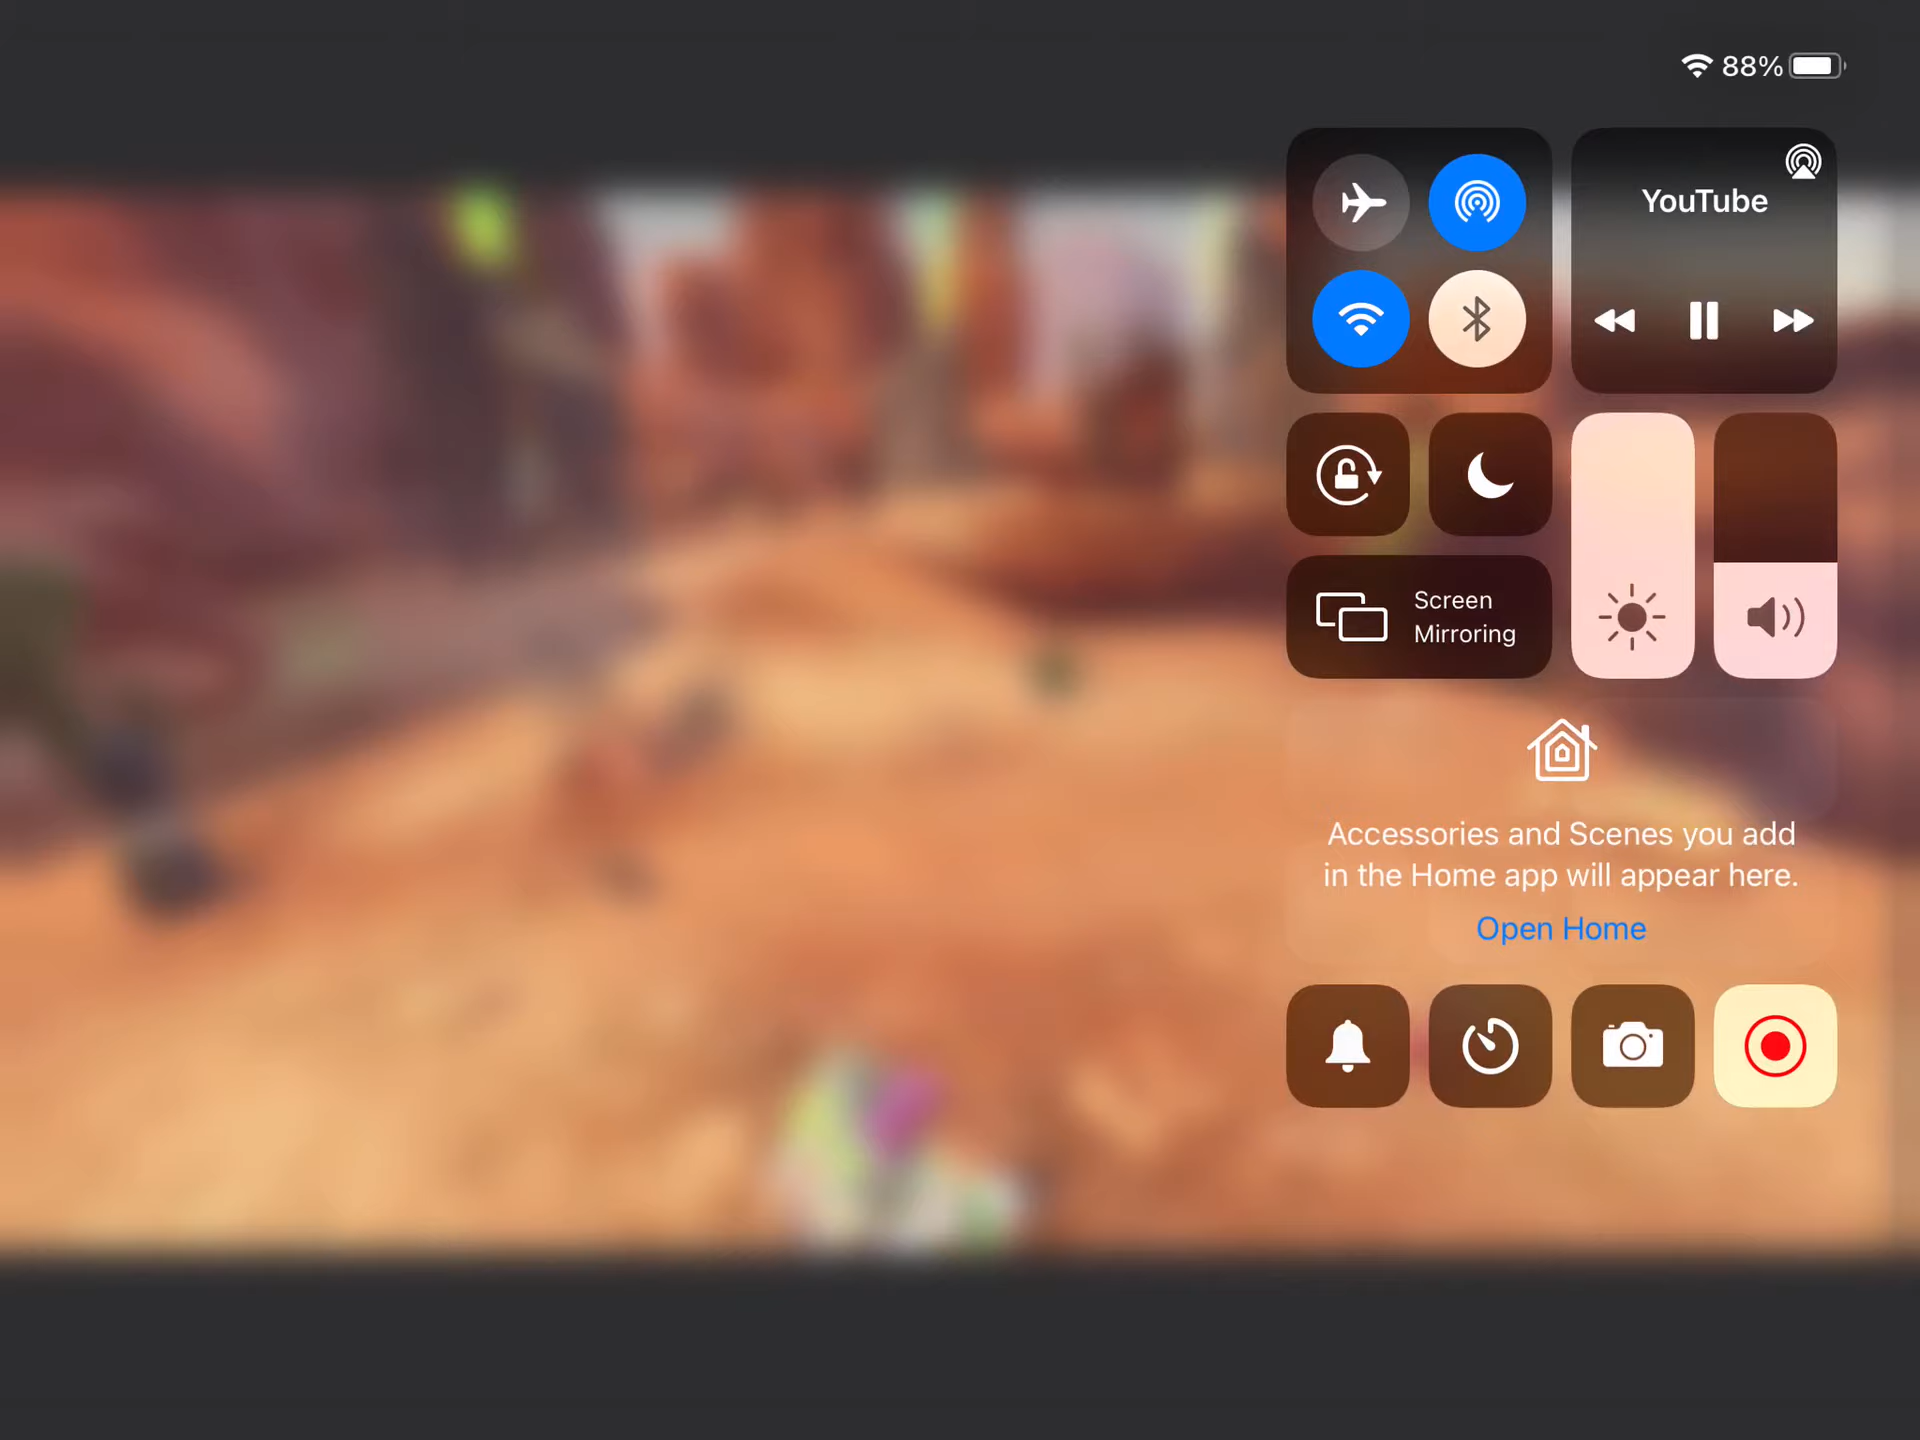 88%
YouTube
Screen
Mirroring
Accessories and Scenes you add
in the Home app will appear here.
Open Home